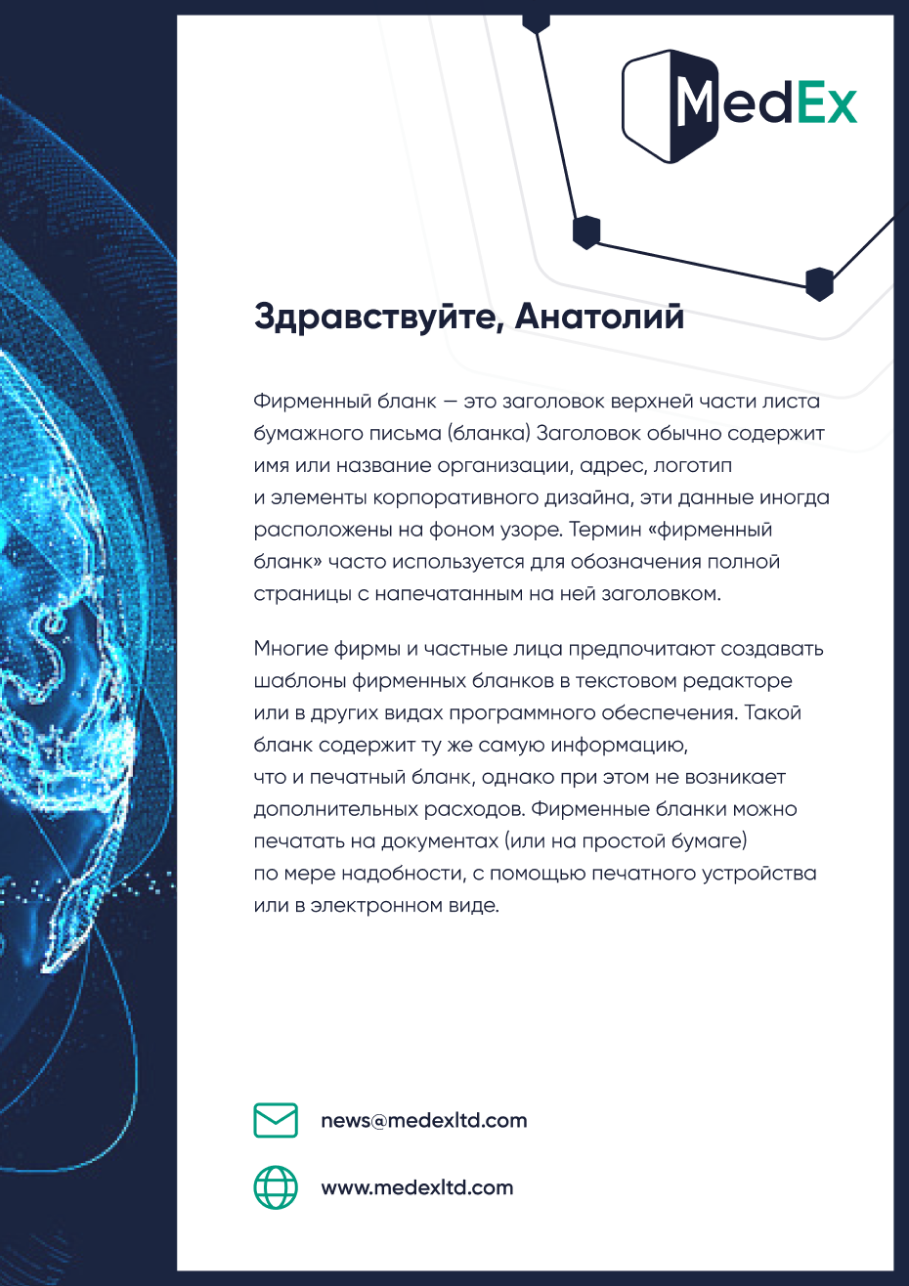 MedEx
Здравствуйте, Анатолий
Фирменный бланк — это заголовок верхней части листа
бумажного письма (бланка) Заголовок обычно содержит
имя или название организации, адрес, логотип
и элементы корпоративного дизайна, эти данные иногда
расположены на фоном узоре. Термин «фирменный
бланк» часто используется для обозначения полной
страницы с напечатанным на ней заголовком.
Многие фирмы и частные лица предпочитают создавать
шаблоны фирменных бланков в текстовом редакторе
или в других видах программного обеспечения. Такой
бланк содержит ту же самую информацию,
что и печатный бланк, однако при этом не возникает
дополнительных расходов. Фирменные бланки можно
печатать на документах (или на простой бумаге)
по мере надобности, с помощью печатного устройства
или в электронном виде.
news@medexltd.com
www.medexltd.com